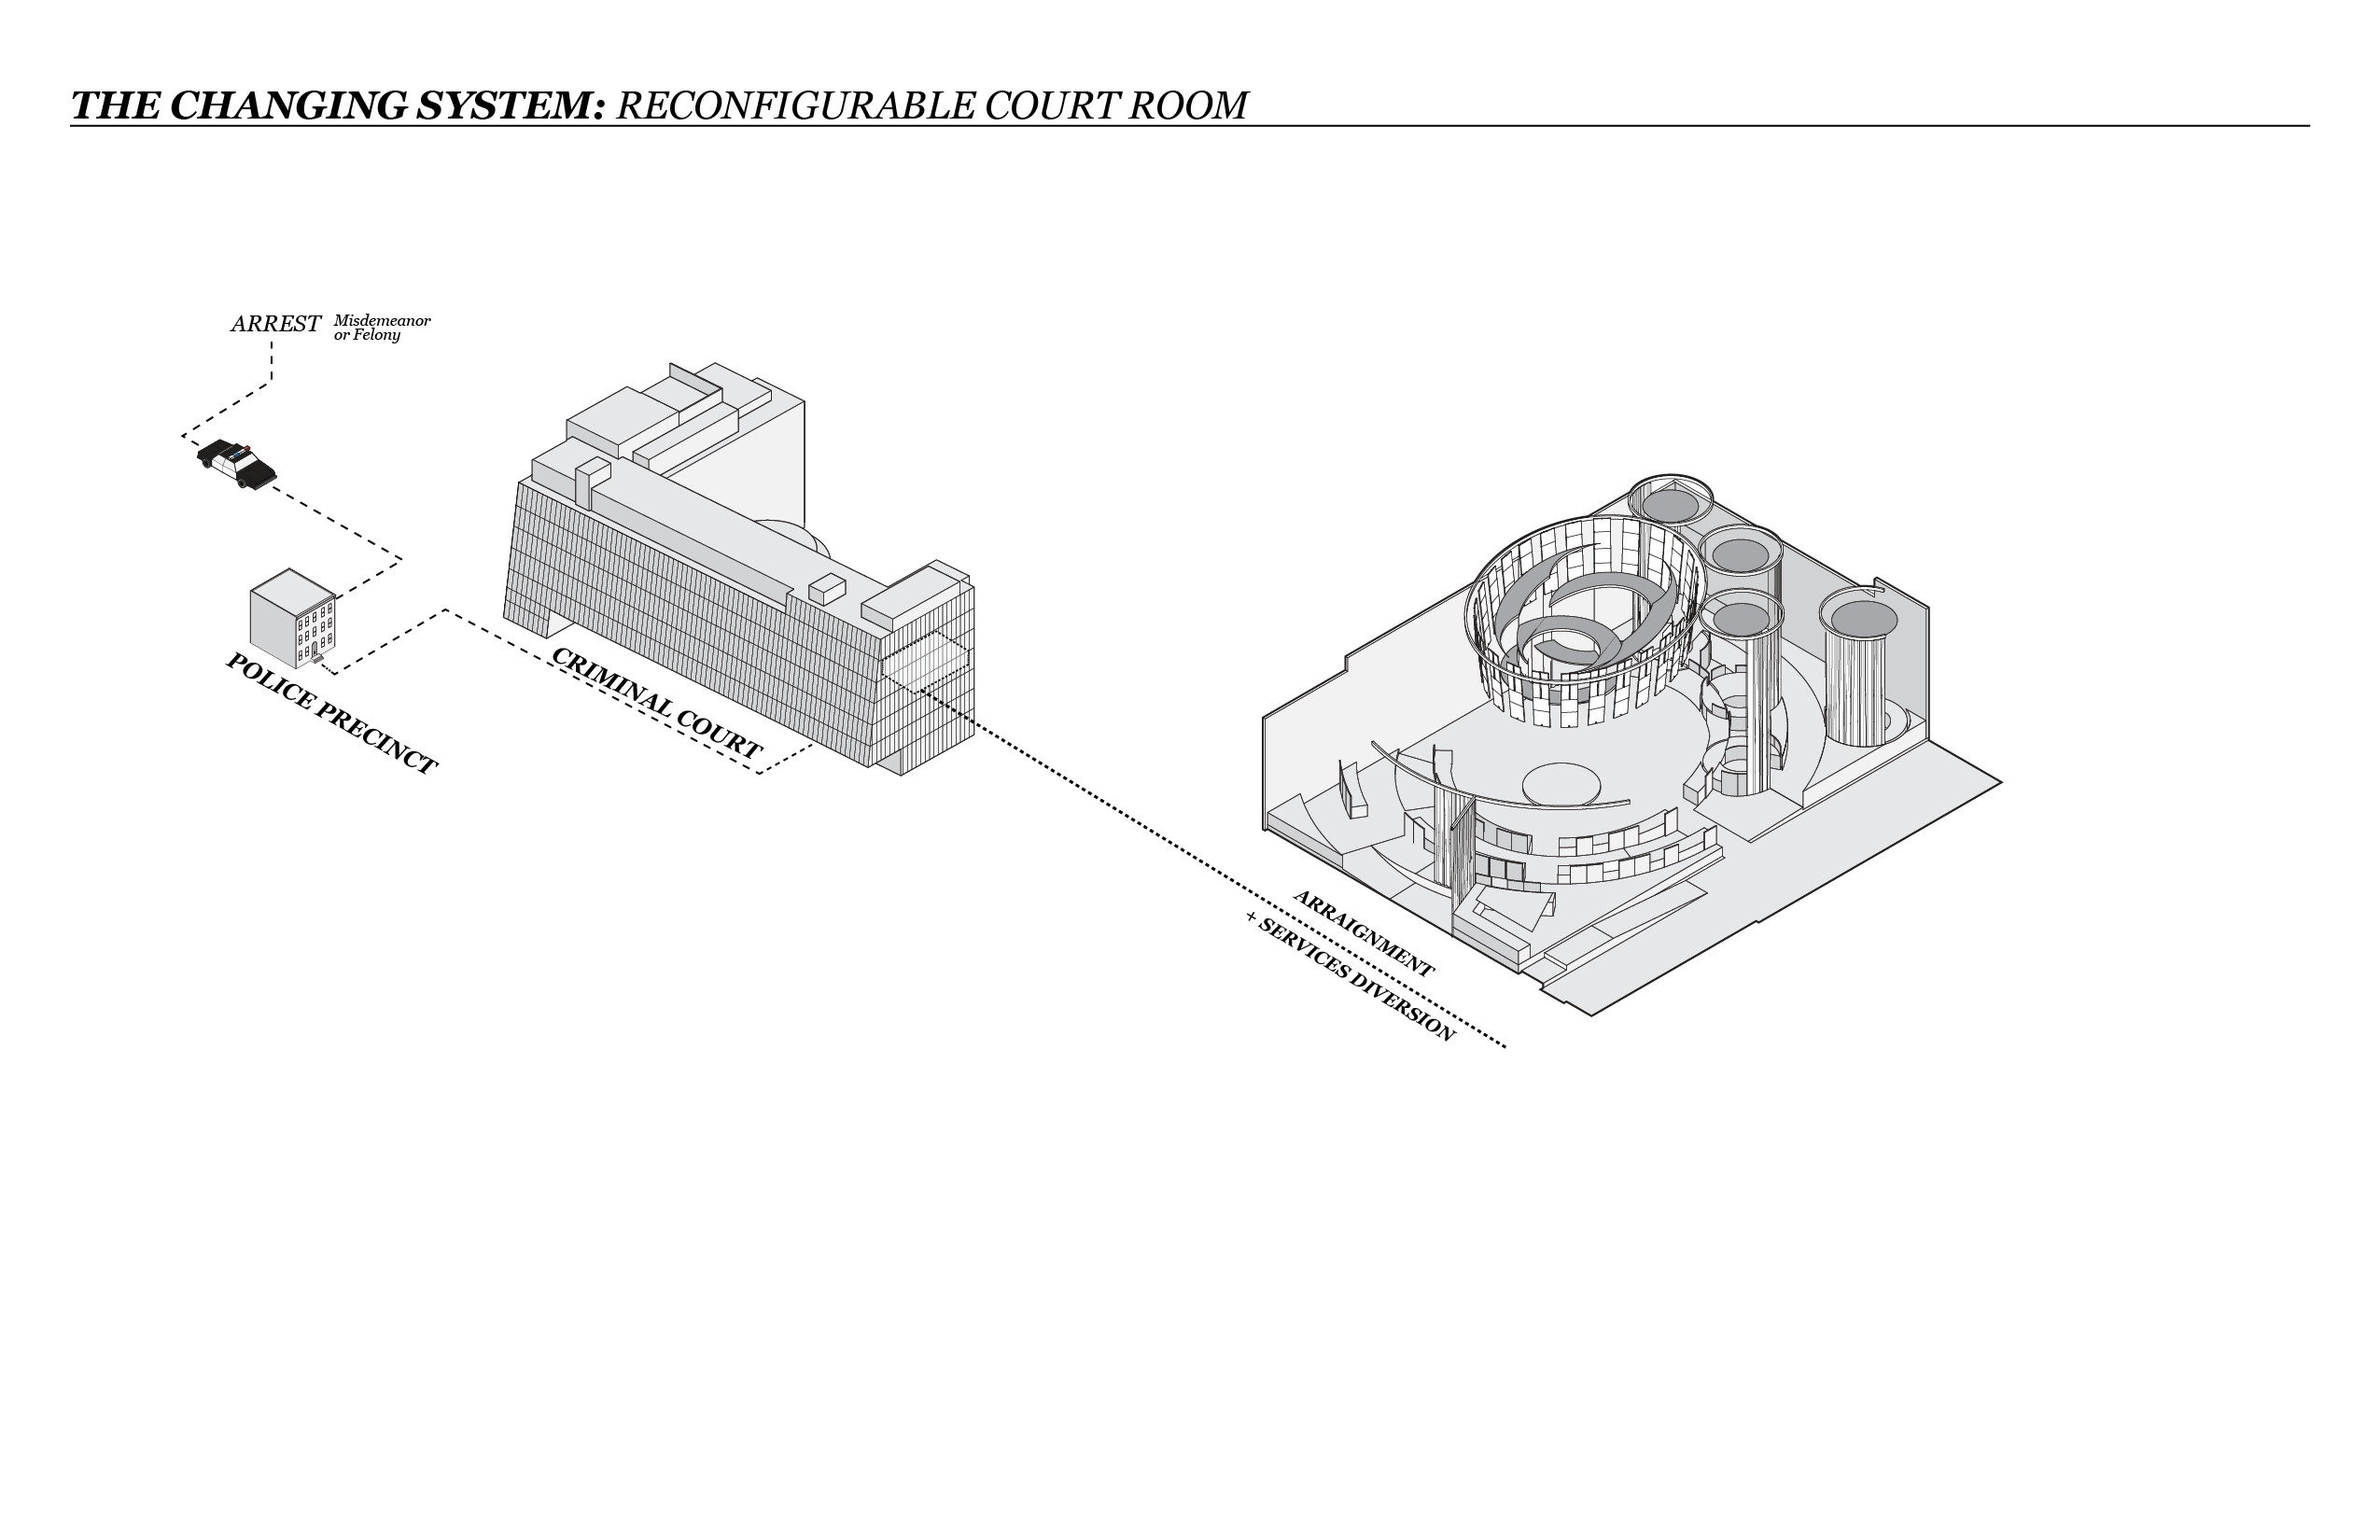 THE CHANGING SYSTEM: RECONFIGURABLE COURT ROOM
ARREST Misdemeanor
or Felony
POLICE PRECINCT
CRIMINAL COURT
ARRAIGNMENT
+ SERVICES DIVERSION